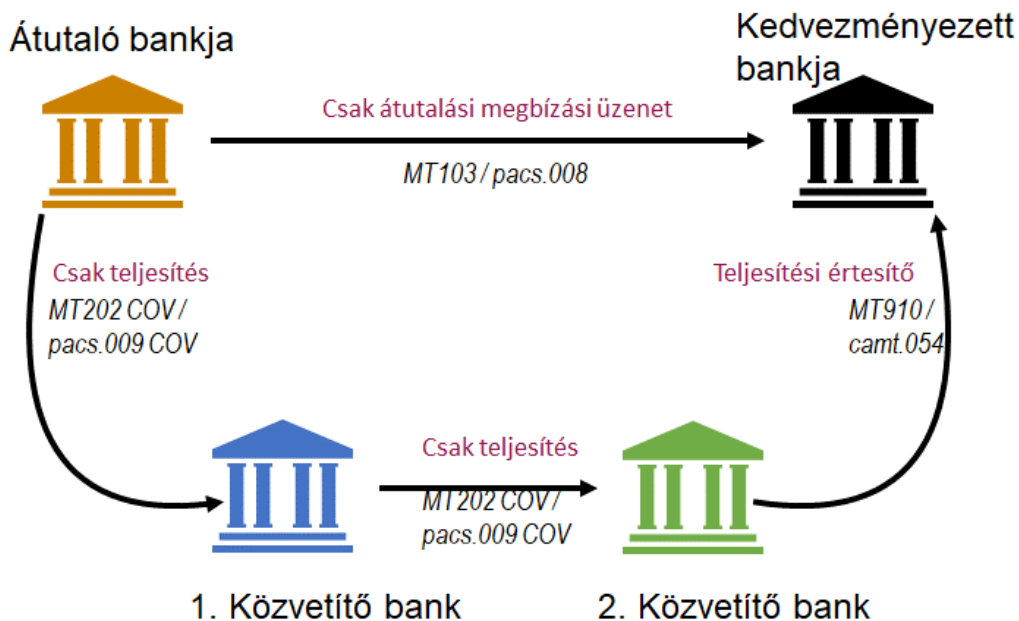 Átutaló bankja
Kedvezményezett
bankja
Csak átutalási megbízási üzenet
MT103 / pacs.008
Csak teljesítés
MT202 COV /
pacs.009 COV
Teljesítési értesítő
MT910 /
camt.054
Csak teljesítés
MT202 COV /
pacs.009 COV
1. Közvetítő bank
2. Közvetítő bank